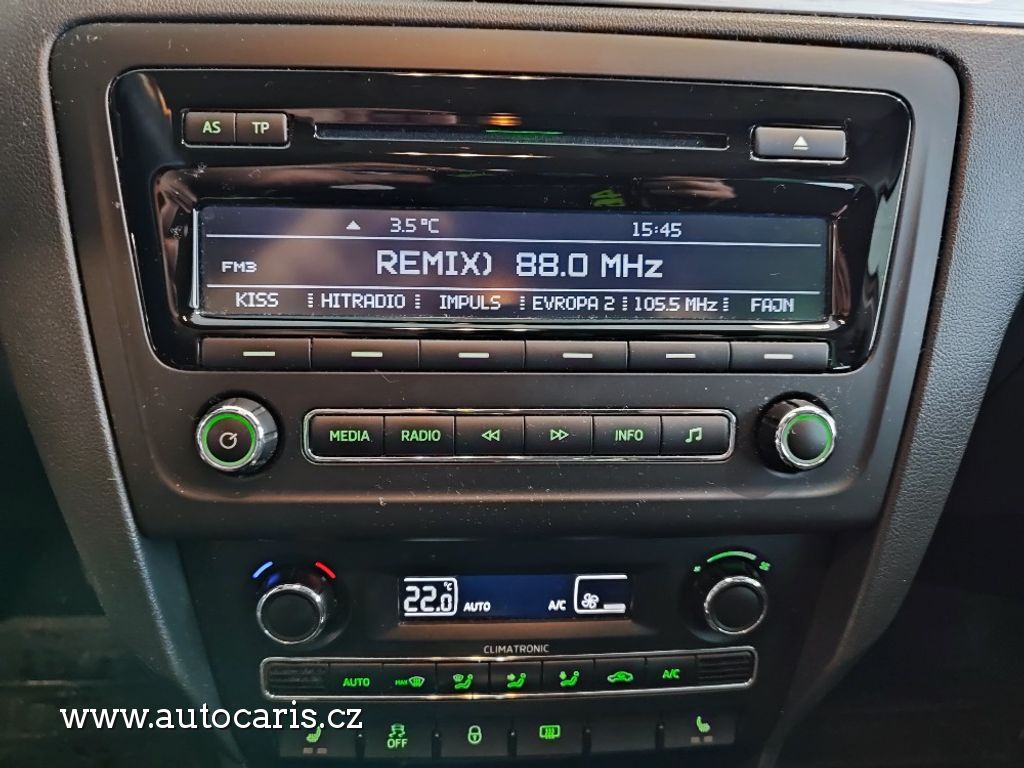 AS TP
3.5°C 15:45
FM3 REMIX) 88.0 MHz
KISS HITRADIO IMPULS EVROPA 2 105.5 MHz FAJN
MEDIA RADIO INFO
22.0 °C AUTO A/C
CLIMATRONIC
AUTO MAX A/C
www.autocaris.cz
OFF